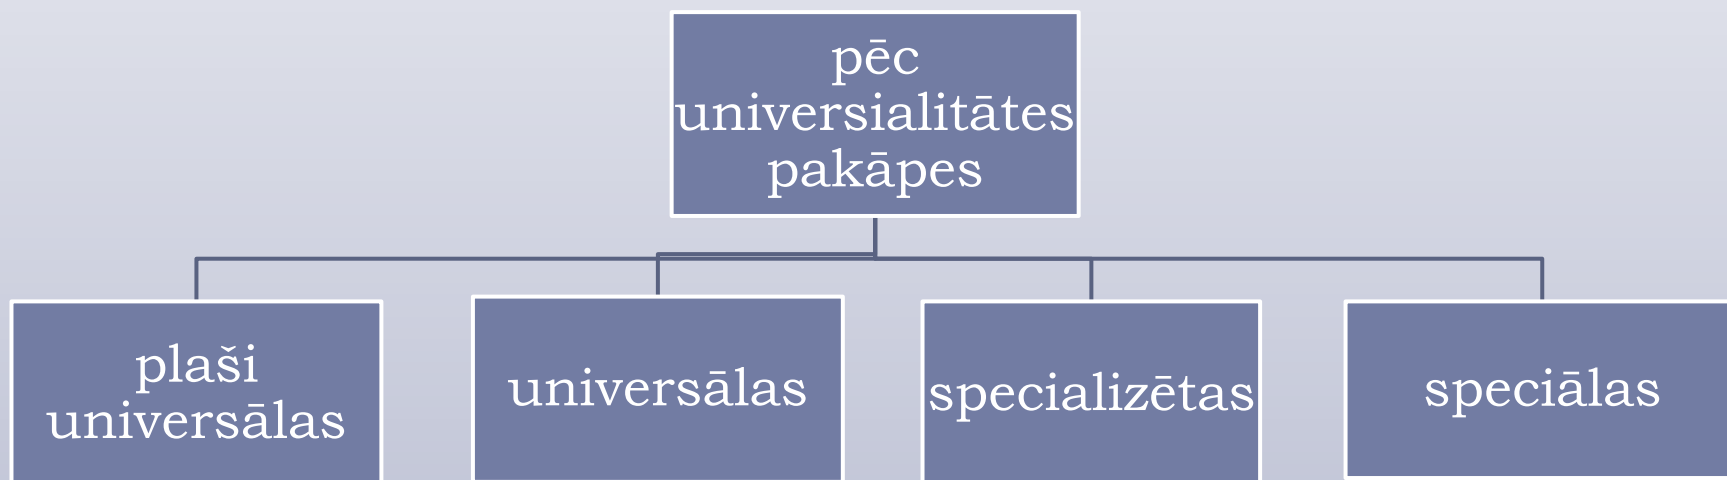 pēc
universialitātes
pakāpes
plaši
universālas
universālas
specializētas
speciālas